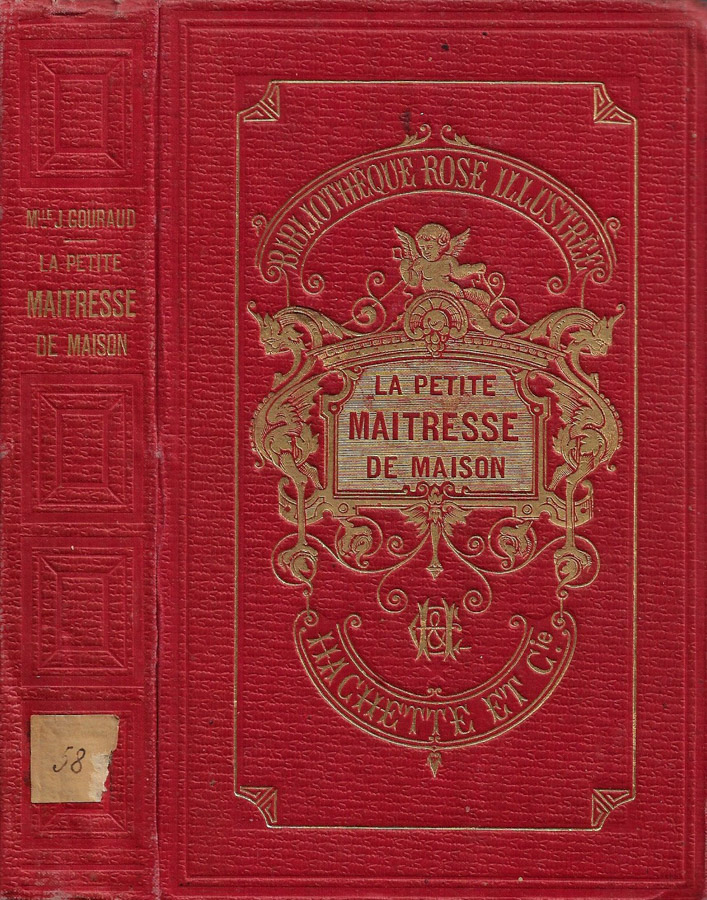 MLLE J. GOURAUD
LA PETITE
MAITRESSE
DE MAISON
58
BIBLIOTHÈQUE ROSE ILLUSTRÉE
LA PETITE
MAITRESSE
DE MAISON
H&C
HACHETTE ET Cie.